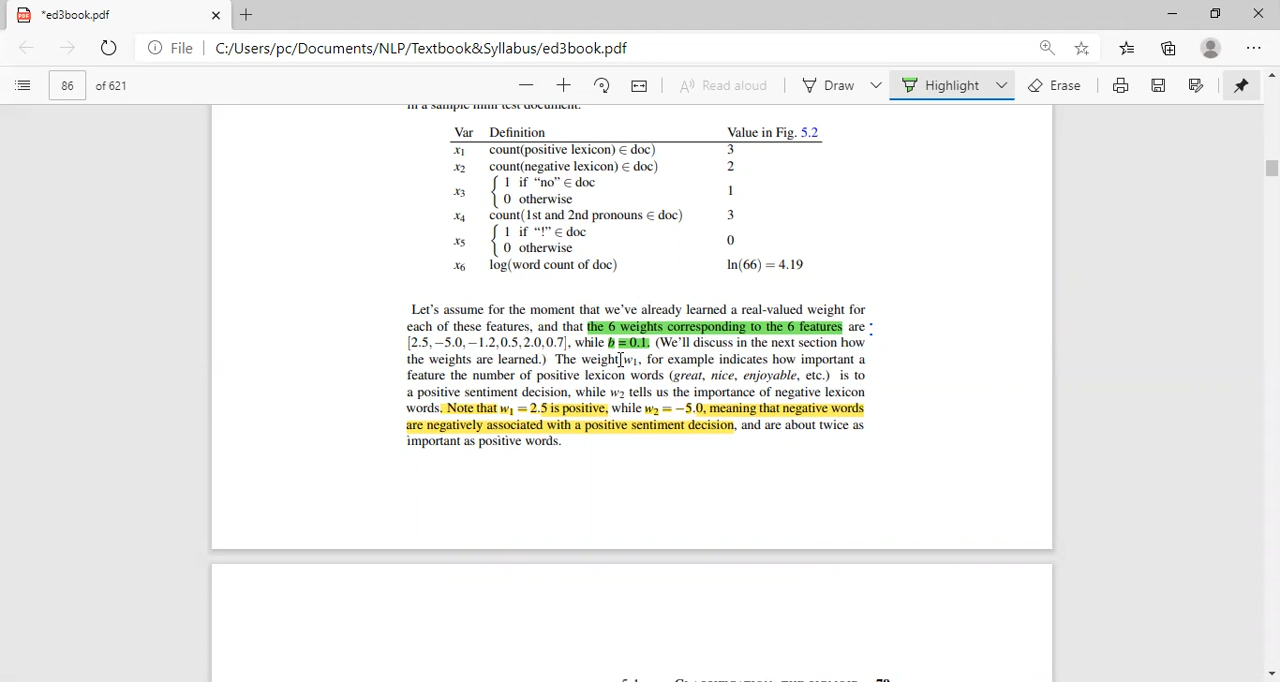 *ed3book.pdf
File C:/Users/pc/Documents/NLP/Textbook&Syllabus/ed3book.pdf
86 of 621 Read aloud Draw Highlight Erase
in a sample mini test document.
Var Definition Value in Fig. 5.2
x1 count(positive lexicon) ∈ doc) 3
x2 count(negative lexicon) ∈ doc) 2
x3 { 1 if “no” ∈ doc 1
0 otherwise
x4 count(1st and 2nd pronouns ∈ doc) 3
x5 { 1 if “!” ∈ doc 0
0 otherwise
x6 log(word count of doc) ln(66) = 4.19
Let’s assume for the moment that we’ve already learned a real-valued weight for
each of these features, and that the 6 weights corresponding to the 6 features are
[2.5,−5.0,−1.2,0.5,2.0,0.7], while b = 0.1. (We’ll discuss in the next section how
the weights are learned.) The weight w1, for example indicates how important a
feature the number of positive lexicon words (great, nice, enjoyable, etc.) is to
a positive sentiment decision, while w2 tells us the importance of negative lexicon
words. Note that w1 = 2.5 is positive, while w2 = −5.0, meaning that negative words
are negatively associated with a positive sentiment decision, and are about twice as
important as positive words.